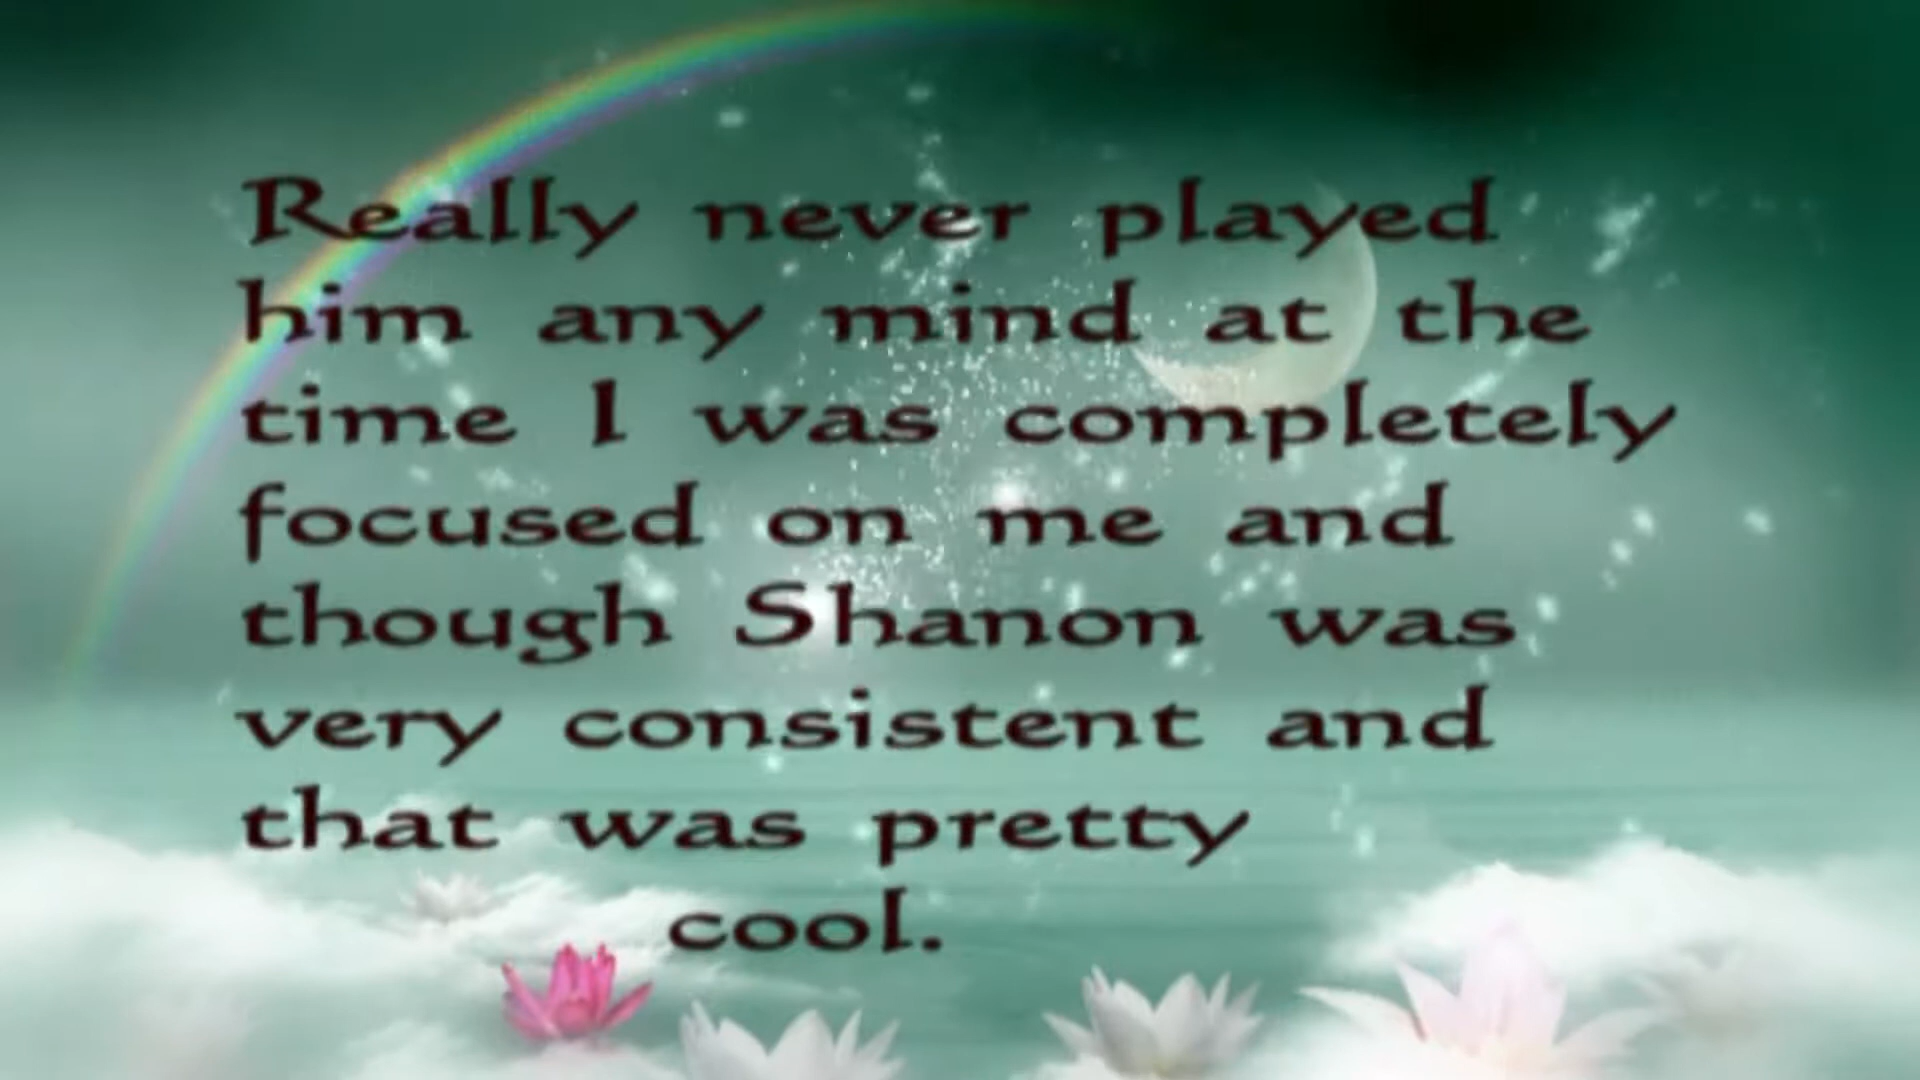 Really never played
him any mind at the
time I was completely
focused on me and
though Shanon was
very consistent and
that was pretty
cool.